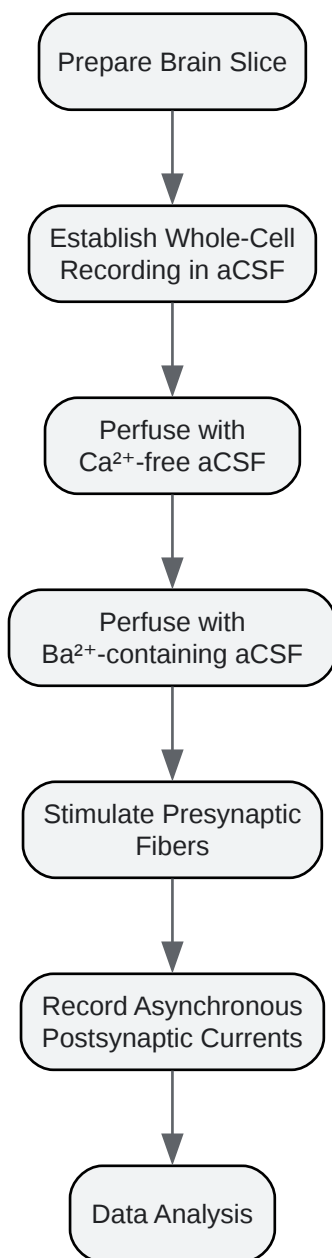 Prepare Brain Slice
Establish Whole-Cell
Recording in aCSF
Perfuse with
Ca²⁺-free aCSF
Perfuse with
Ba²⁺-containing aCSF
Stimulate Presynaptic
Fibers
Record Asynchronous
Postsynaptic Currents
Data Analysis